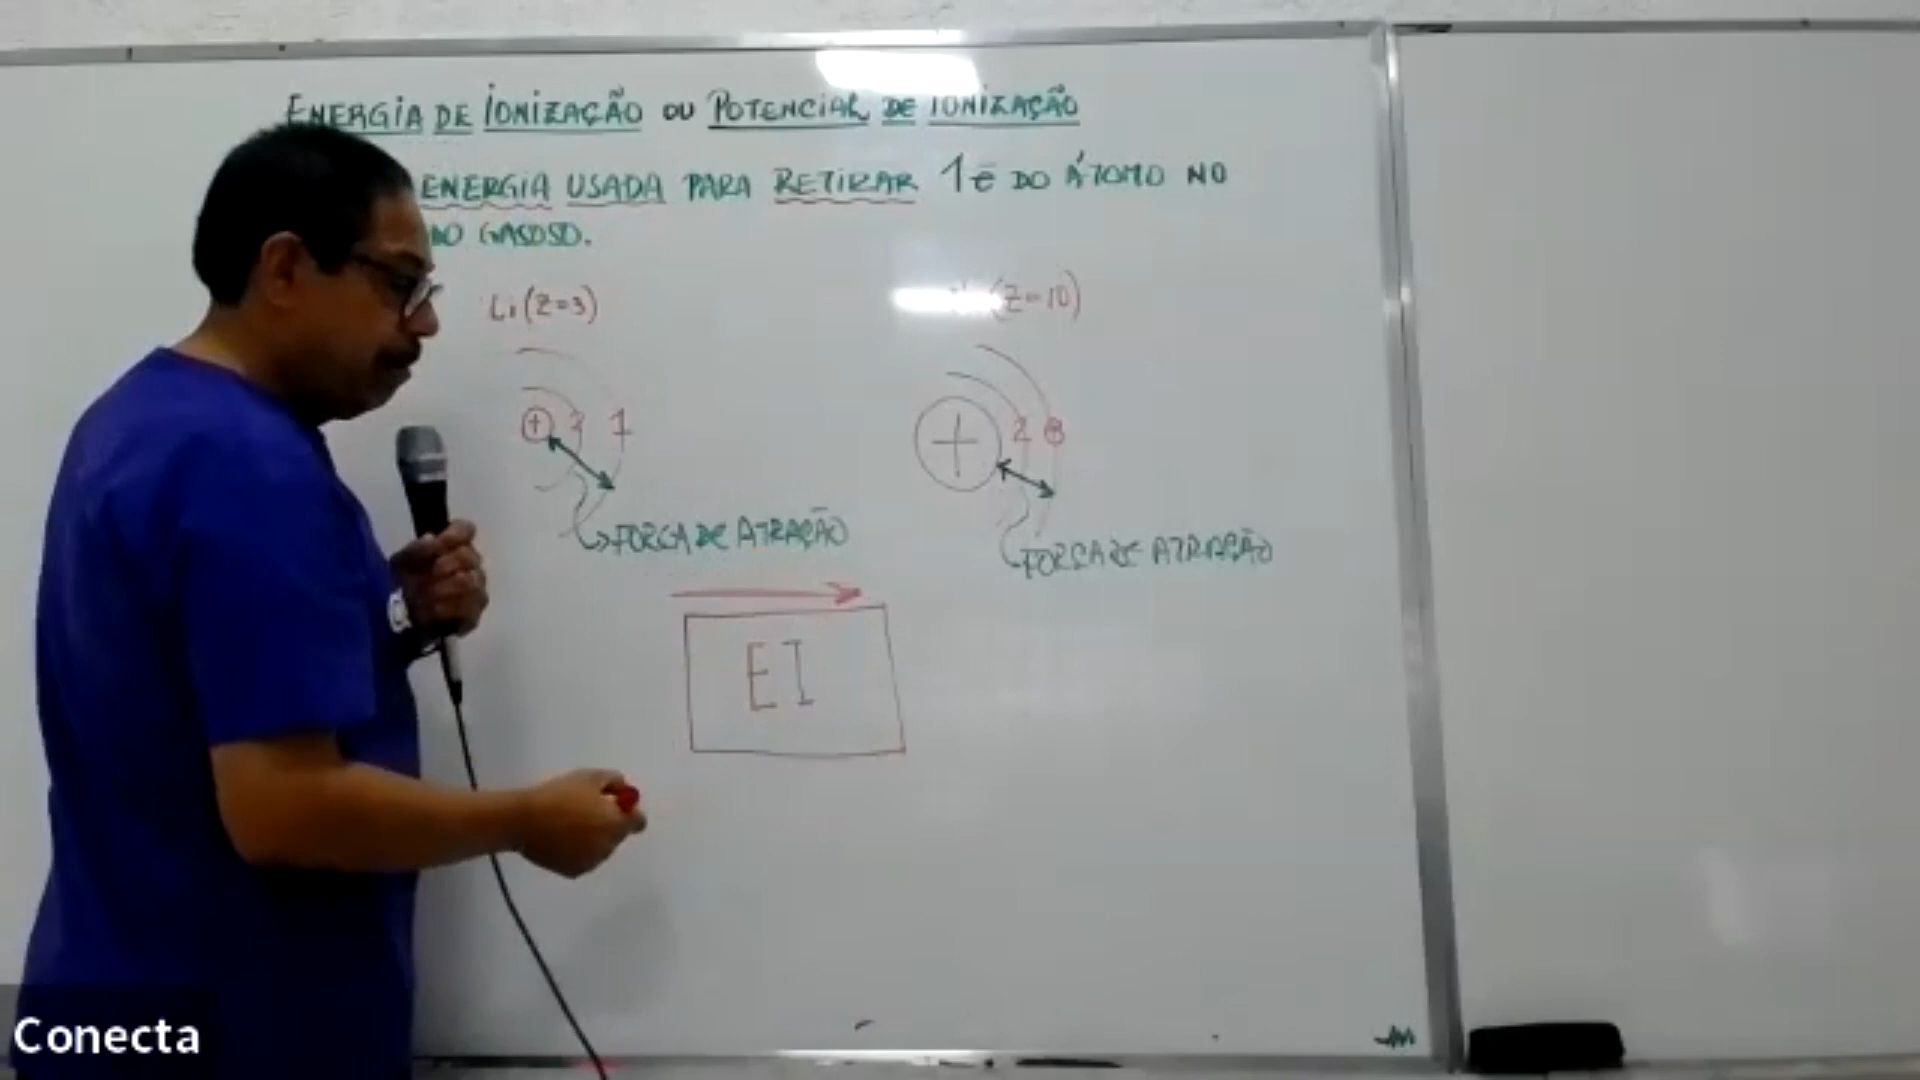 ENERGIA DE IONIZAÇÃO OU POTENCIAL DE IONIZAÇÃO
ENERGIA USADA PARA RETIRAR 1 e- DO ÁTOMO NO
GASOSO.
Li (Z=3)
(Z=10)
+ 2 1
+ 2 8
FORÇA DE ATRAÇÃO
FORÇA DE ATRAÇÃO
EI
Conecta